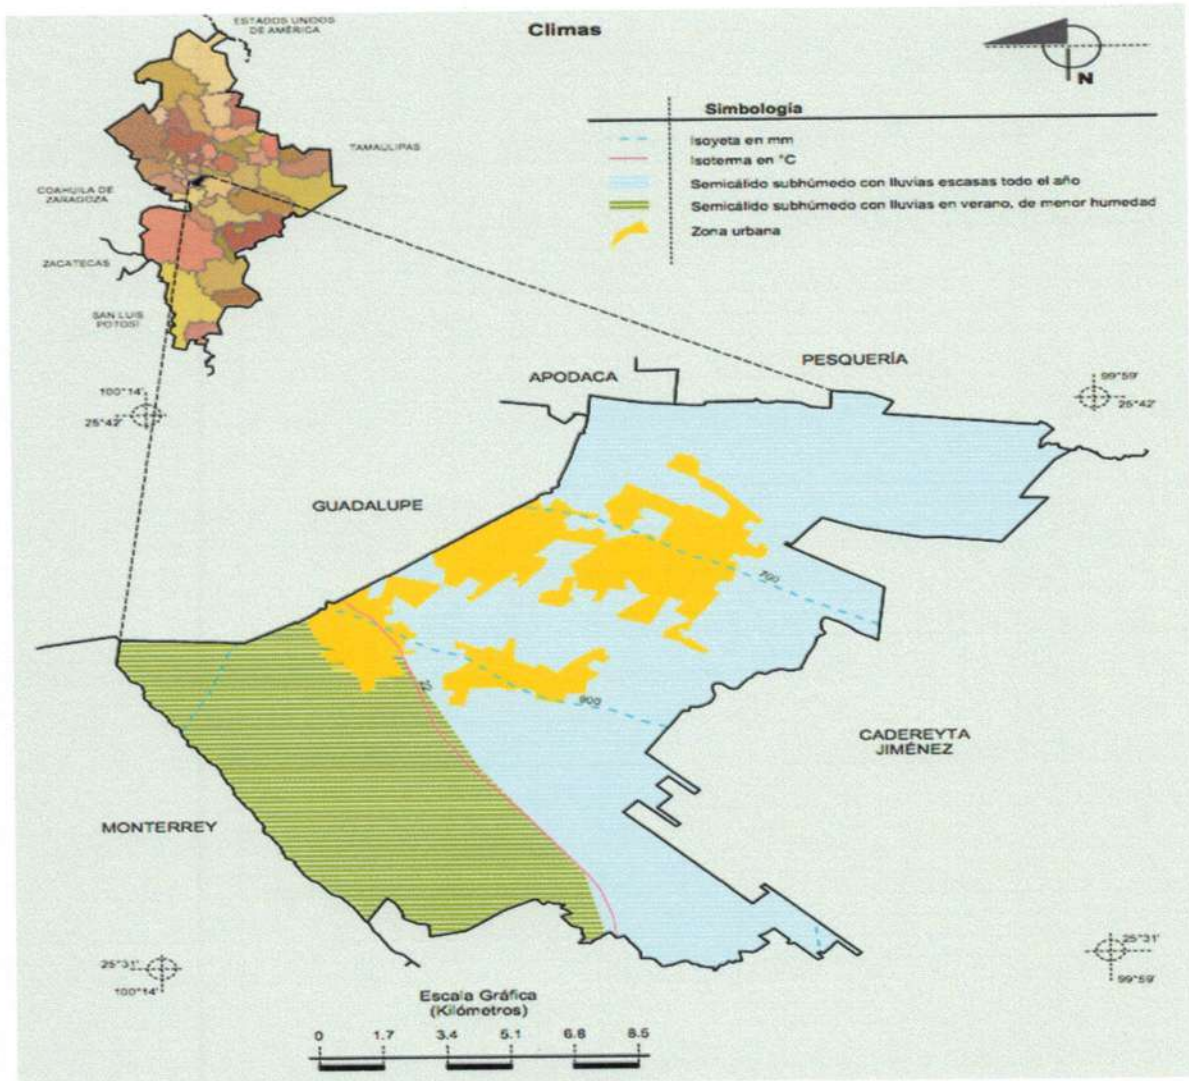 ESTADOS UNIDOS
DE AMÉRICA
Climas
N
Simbología
Isoyeta en mm
Isoterma en °C
Semicálido subhúmedo con lluvias escasas todo el año
Semicálido subhúmedo con lluvias en verano, de menor humedad
Zona urbana
TAMAULIPAS
COAHUILA DE
ZARAGOZA
ZACATECAS
SAN LUIS
POTOSÍ
PESQUERÍA
APODACA
100°14'
25°42'
99°59'
25°42'
GUADALUPE
700
900
CADEREYTA
JIMÉNEZ
MONTERREY
25°31'
100°14'
25°31'
99°59'
Escala Gráfica
(Kilómetros)
0 1.7 3.4 5.1 6.8 8.5